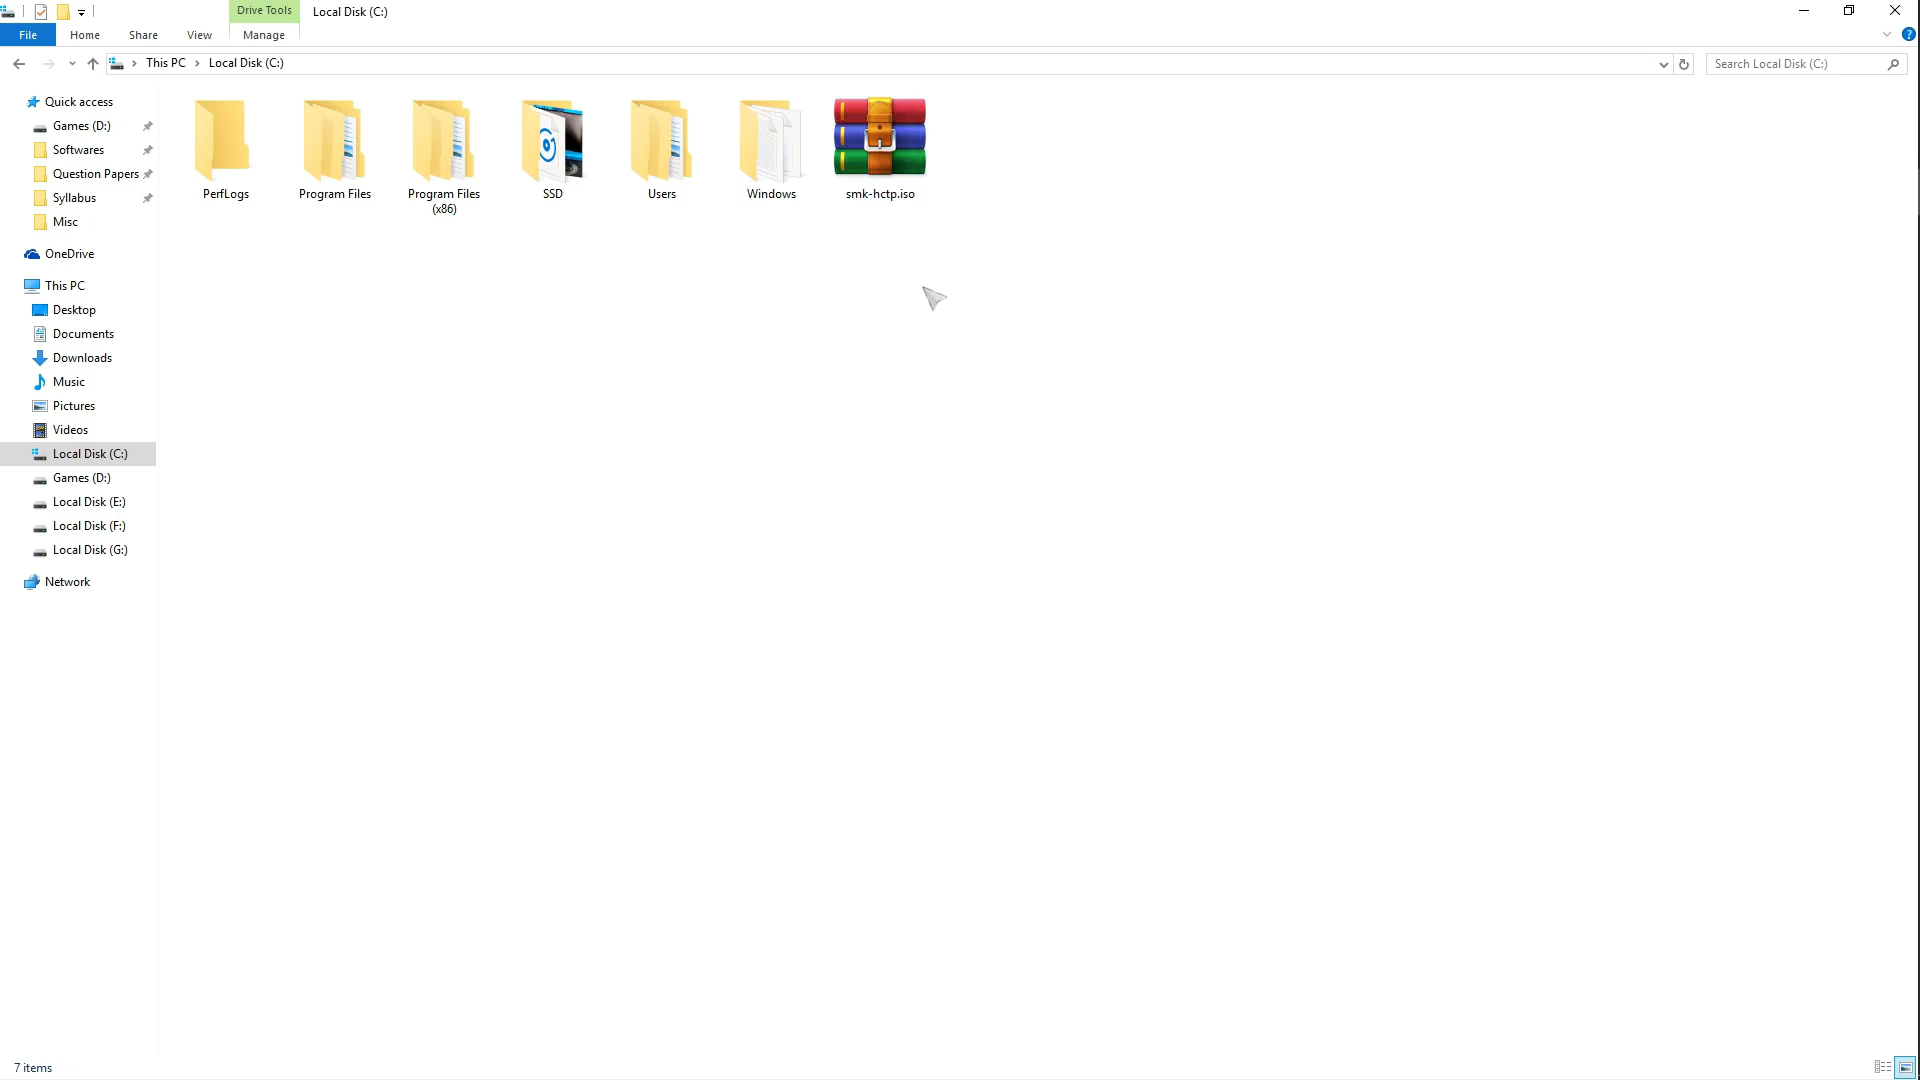 Drive Tools
Local Disk (C:)
File
Home
Share
View
Manage
?
This PC
Local Disk (C:)
Search Local Disk (C:)
Quick access
Games (D:)
Softwares
Question Papers
Syllabus
Misc
OneDrive
This PC
Desktop
Documents
Downloads
Music
Pictures
Videos
Local Disk (C:)
Games (D:)
Local Disk (E:)
Local Disk (F:)
Local Disk (G:)
Network
PerfLogs
Program Files
Program Files
(x86)
SSD
Users
Windows
smk-hctp.iso
7 items